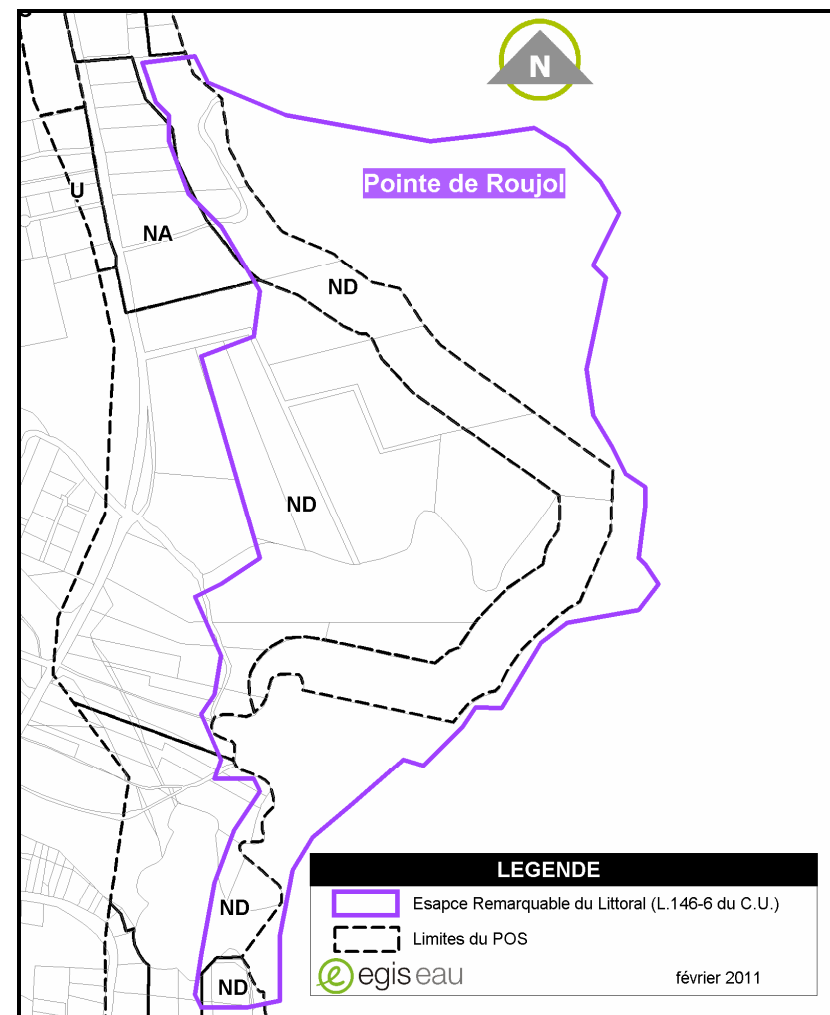 N
Pointe de Roujol
U
NA
ND
ND
ND
ND
LEGENDE
Esapce Remarquable du Littoral (L.146-6 du C.U.)
Limites du POS
e egis eau
février 2011